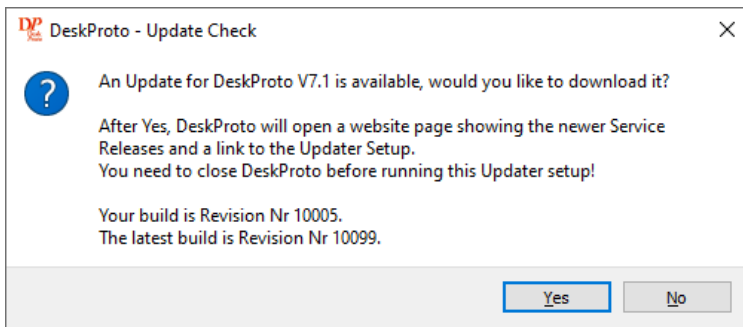 DP DeskProto - Update Check
An Update for DeskProto V7.1 is available, would you like to download it?
After Yes, DeskProto will open a website page showing the newer Service
Releases and a link to the Updater Setup.
You need to close DeskProto before running this Updater setup!
Your build is Revision Nr 10005.
The latest build is Revision Nr 10099.
Yes No